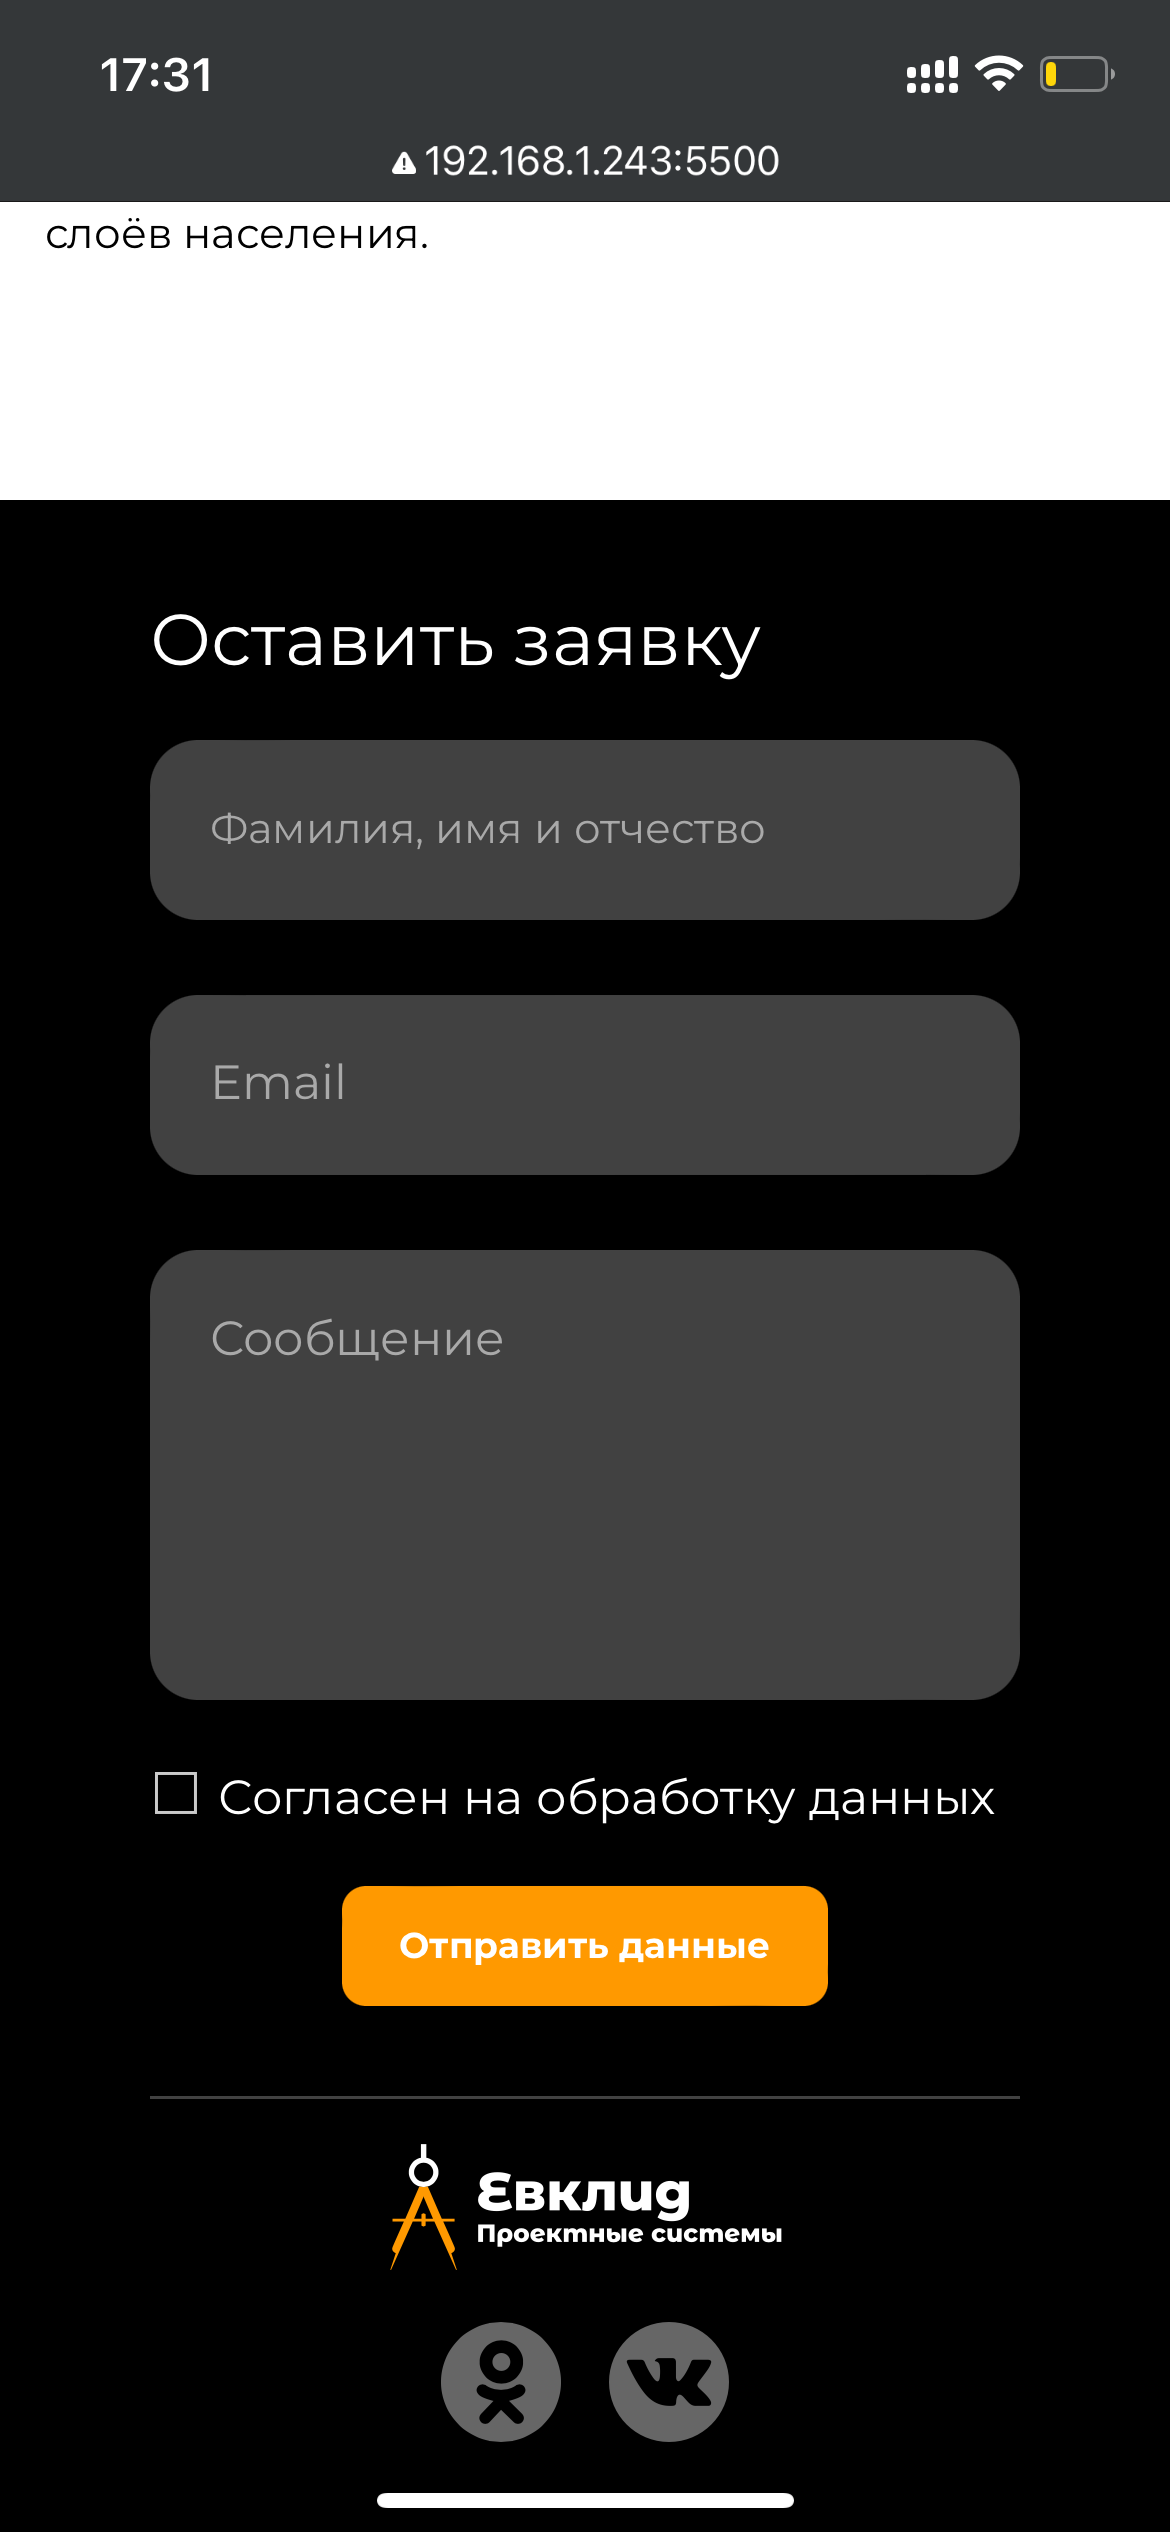 17:31
192.168.1.243:5500
слоёв населения.
Оставить заявку
Фамилия, имя и отчество
Email
Сообщение
Согласен на обработку данных
Отправить данные
Евклид
Проектные системы